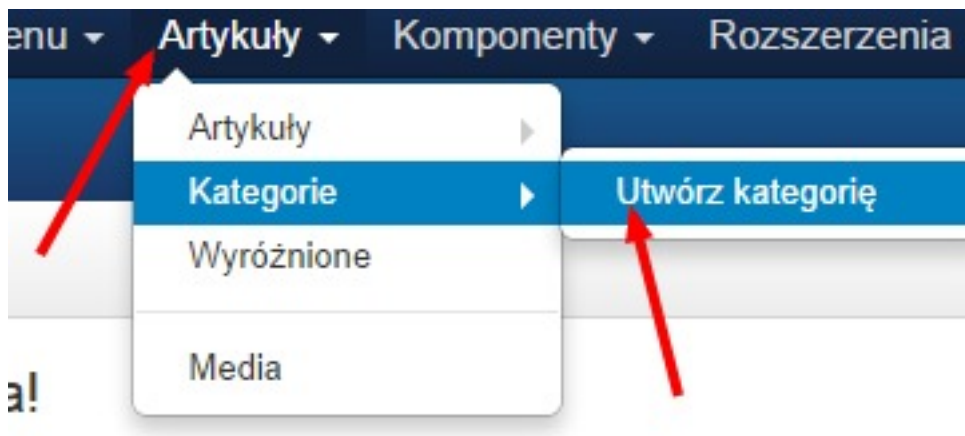 enu Artykuły Komponenty Rozszerzenia
Artykuły
Kategorie Utwórz kategorię
Wyróżnione
Media
a!